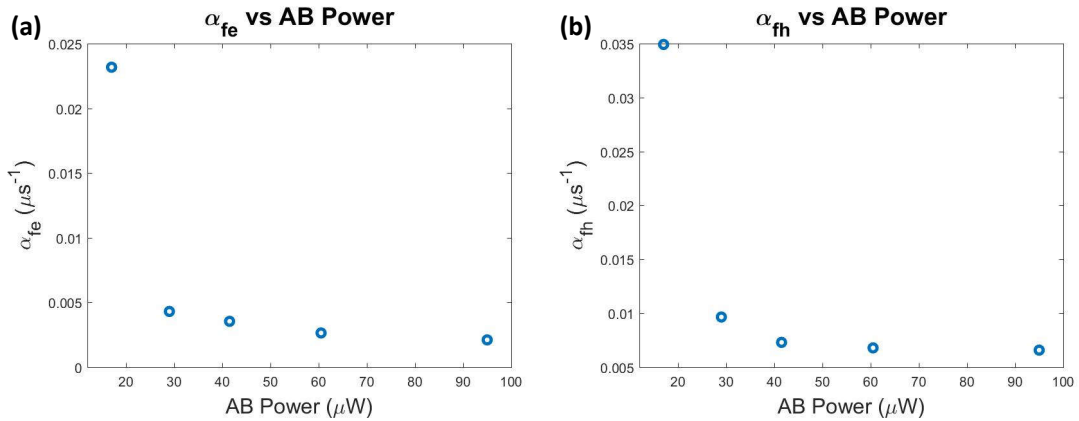 (a)
α_fe vs AB Power
0.025
0.02
0.015
0.01
0.005
0
α_fe (μs^-1)
20 30 40 50 60 70 80 90 100
AB Power (μW)
(b)
α_fh vs AB Power
0.035
0.03
0.025
0.02
0.015
0.01
0.005
α_fh (μs^-1)
20 30 40 50 60 70 80 90 100
AB Power (μW)